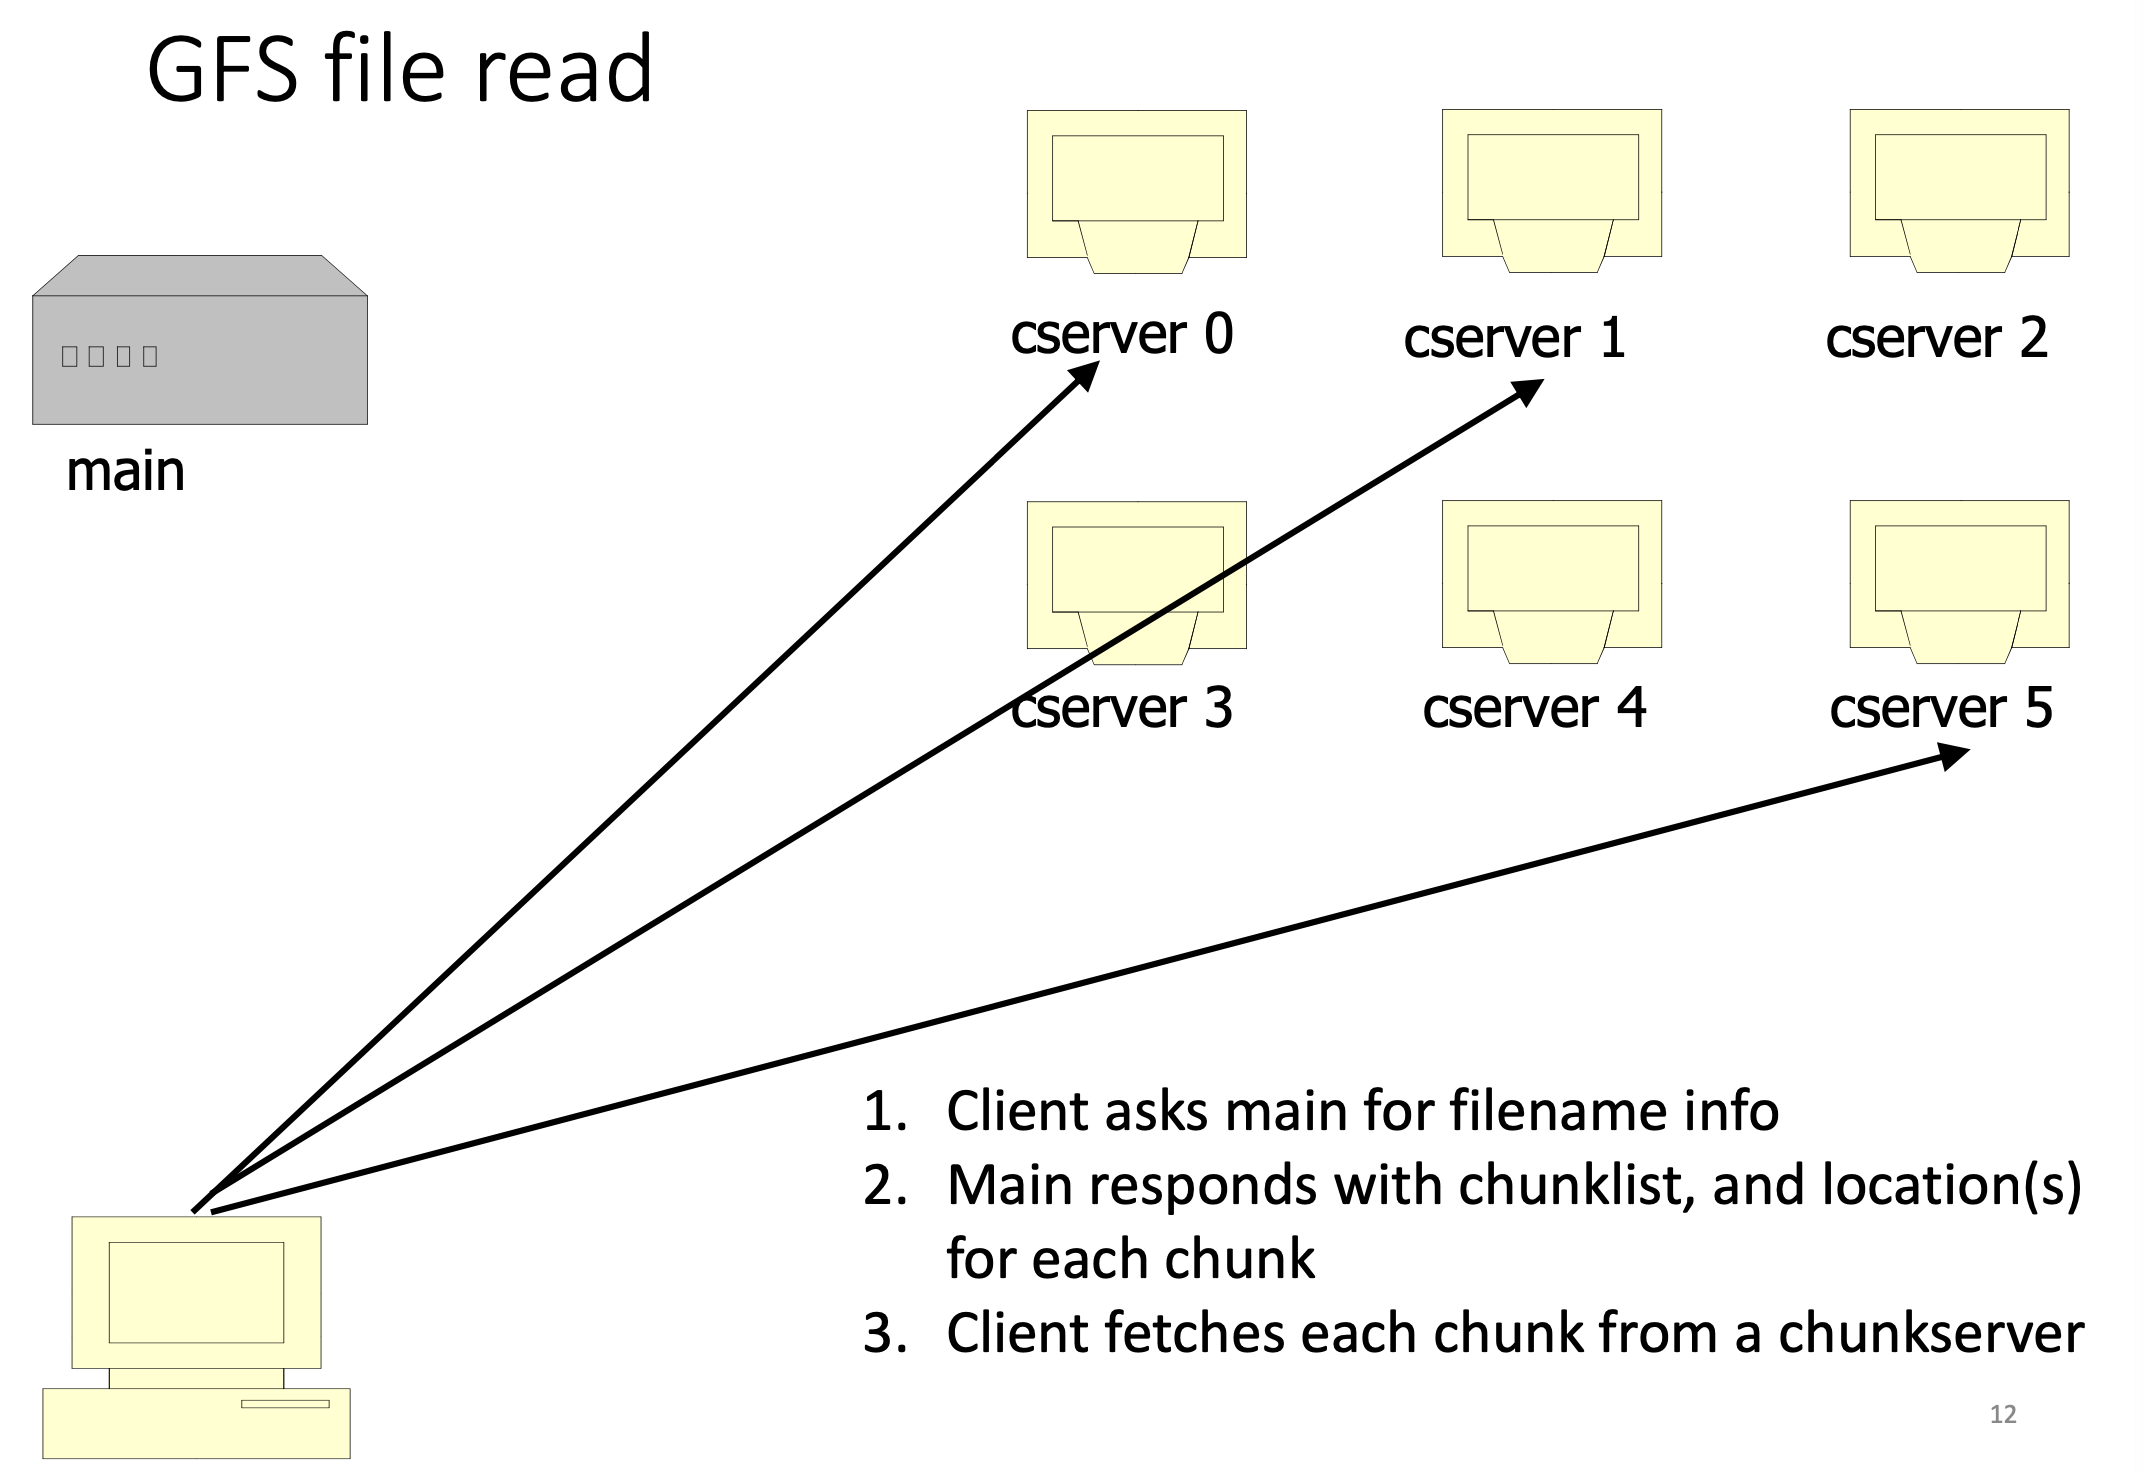 GFS file read
cserver 0
cserver 1
cserver 2
main
cserver 3
cserver 4
cserver 5
1. Client asks main for filename info
2. Main responds with chunklist, and location(s)
for each chunk
3. Client fetches each chunk from a chunkserver
12